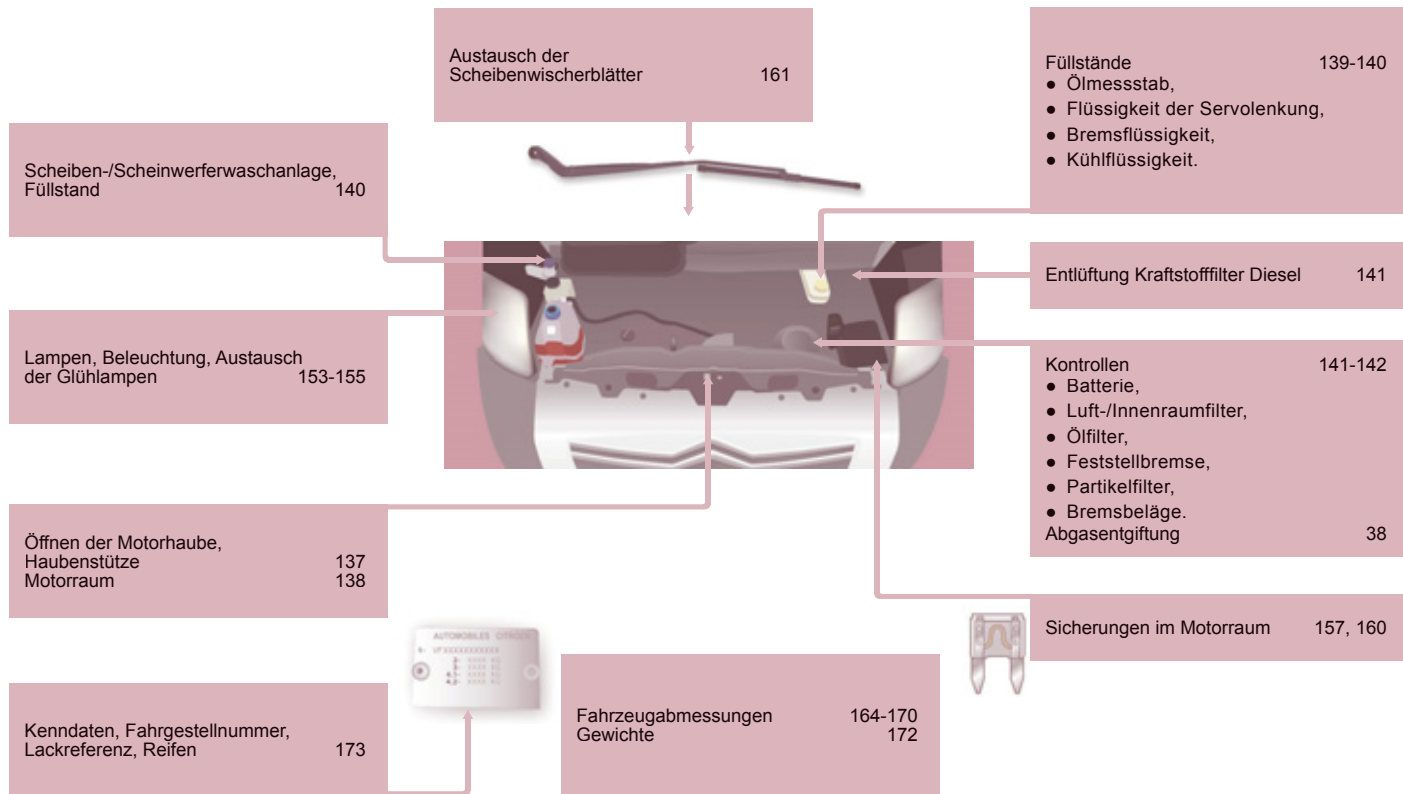 Austausch der
Scheibenwischerblätter 161
Füllstände 139-140
● Ölmessstab,
● Flüssigkeit der Servolenkung,
● Bremsflüssigkeit,
● Kühlflüssigkeit.
Scheiben-/Scheinwerferwaschanlage,
Füllstand 140
Entlüftung Kraftstofffilter Diesel 141
Lampen, Beleuchtung, Austausch
der Glühlampen 153-155
Kontrollen 141-142
● Batterie,
● Luft-/Innenraumfilter,
● Ölfilter,
● Feststellbremse,
● Partikelfilter,
● Bremsbeläge.
Abgasentgiftung 38
Öffnen der Motorhaube,
Haubenstütze 137
Motorraum 138
Sicherungen im Motorraum 157, 160
AUTOMOBILES CITROEN
Kenndaten, Fahrgestellnummer,
Lackreferenz, Reifen 173
Fahrzeugabmessungen 164-170
Gewichte 172